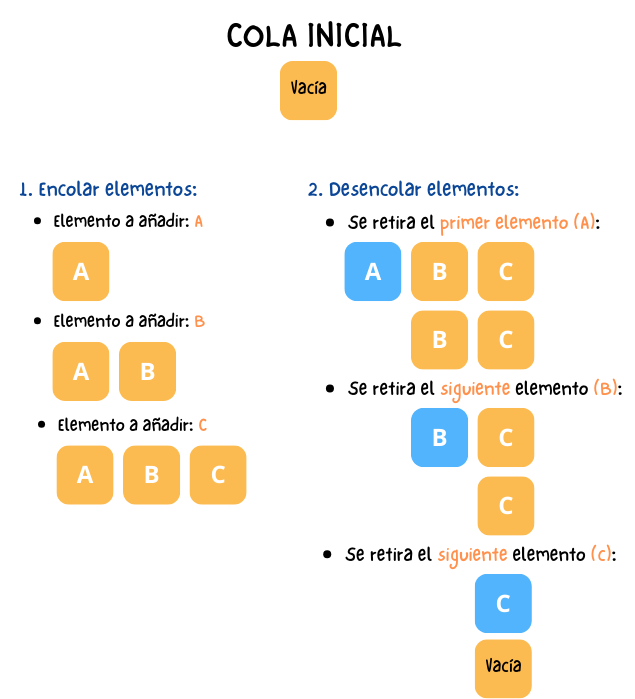 COLA INICIAL
Vacía
1. Encolar elementos:
• Elemento a añadir: A
A
• Elemento a añadir: B
A B
• Elemento a añadir: C
A B C
2. Desencolar elementos:
• Se retira el primer elemento (A):
A B C
B C
• Se retira el siguiente elemento (B):
B C
C
• Se retira el siguiente elemento (c):
C
Vacía